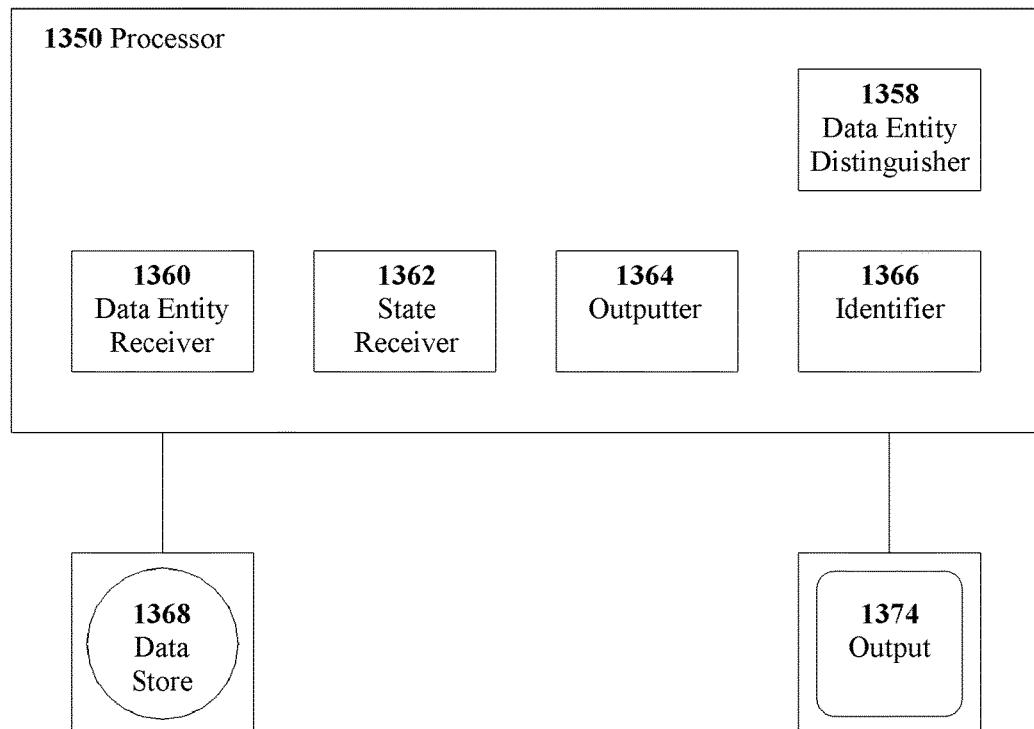 1350 Processor
1358
Data Entity
Distinguisher
1360
Data Entity
Receiver
1362
State
Receiver
1364
Outputter
1366
Identifier
1368
Data
Store
1374
Output